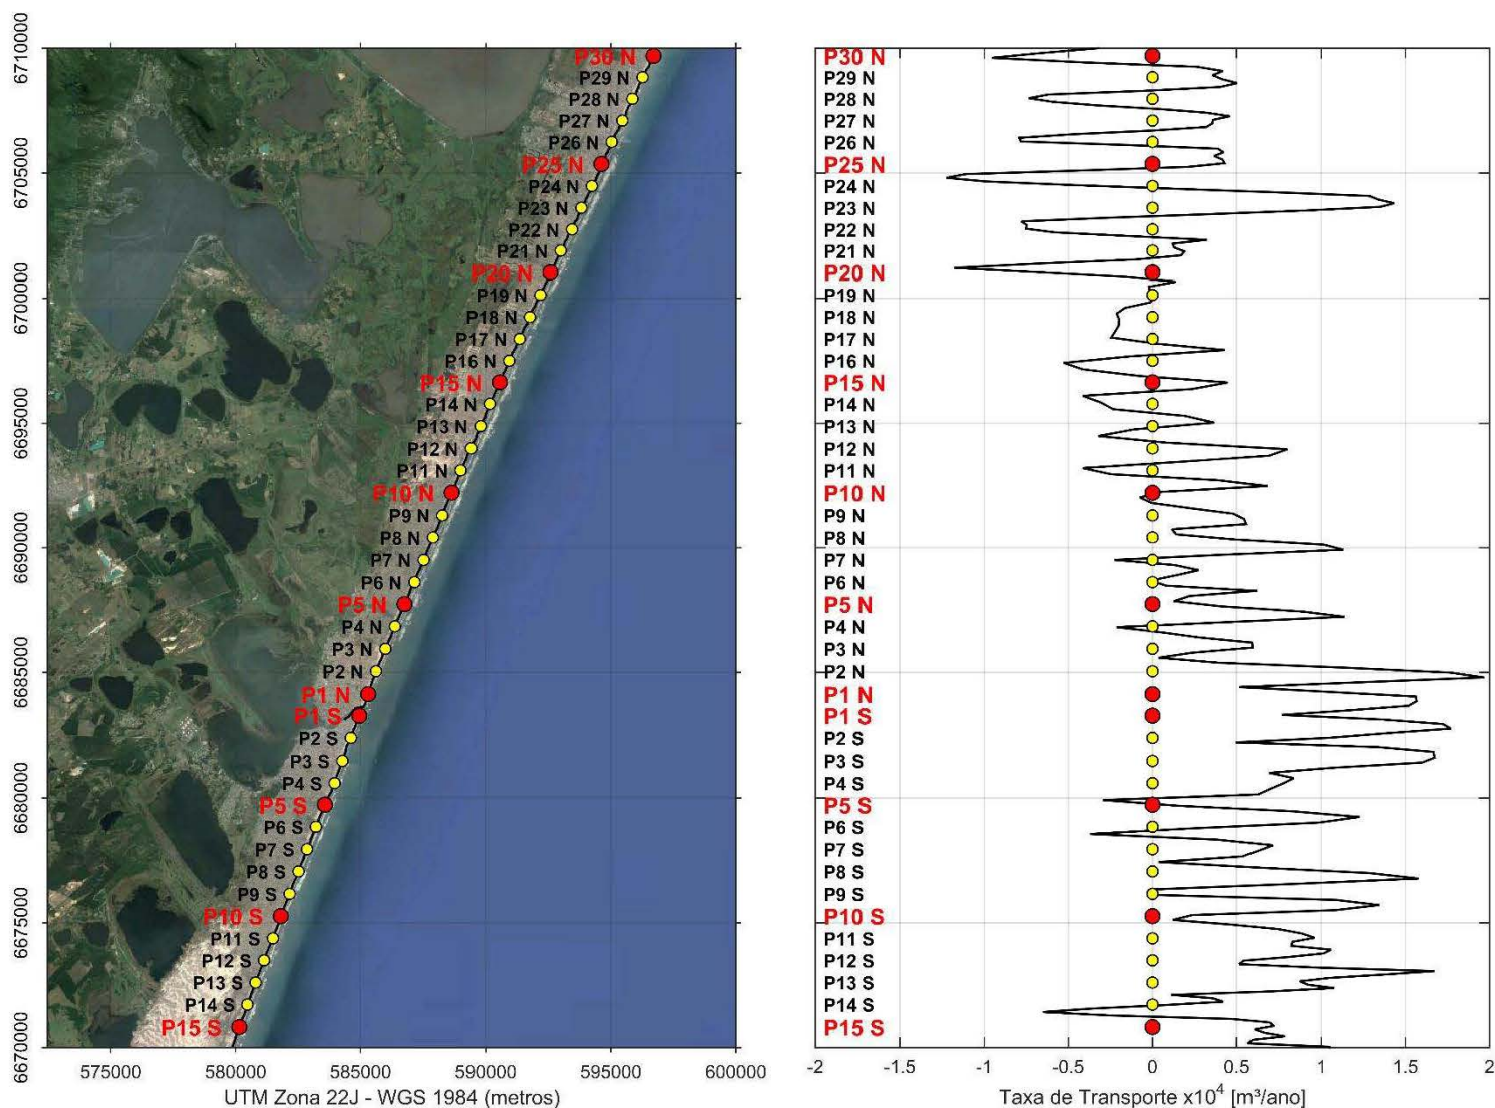 6710000
6705000
6700000
6695000
6690000
6685000
6680000
6675000
6670000
P30 N
P29 N
P28 N
P27 N
P26 N
P25 N
P24 N
P23 N
P22 N
P21 N
P20 N
P19 N
P18 N
P17 N
P16 N
P15 N
P14 N
P13 N
P12 N
P11 N
P10 N
P9 N
P8 N
P7 N
P6 N
P5 N
P4 N
P3 N
P2 N
P1 N
P1 S
P2 S
P3 S
P4 S
P5 S
P6 S
P7 S
P8 S
P9 S
P10 S
P11 S
P12 S
P13 S
P14 S
P15 S
575000 580000 585000 590000 595000 600000
UTM Zona 22J - WGS 1984 (metros)
P30 N
P29 N
P28 N
P27 N
P26 N
P25 N
P24 N
P23 N
P22 N
P21 N
P20 N
P19 N
P18 N
P17 N
P16 N
P15 N
P14 N
P13 N
P12 N
P11 N
P10 N
P9 N
P8 N
P7 N
P6 N
P5 N
P4 N
P3 N
P2 N
P1 N
P1 S
P2 S
P3 S
P4 S
P5 S
P6 S
P7 S
P8 S
P9 S
P10 S
P11 S
P12 S
P13 S
P14 S
P15 S
-2 -1.5 -1 -0.5 0 0.5 1 1.5 2
Taxa de Transporte x10⁴ [m³/ano]